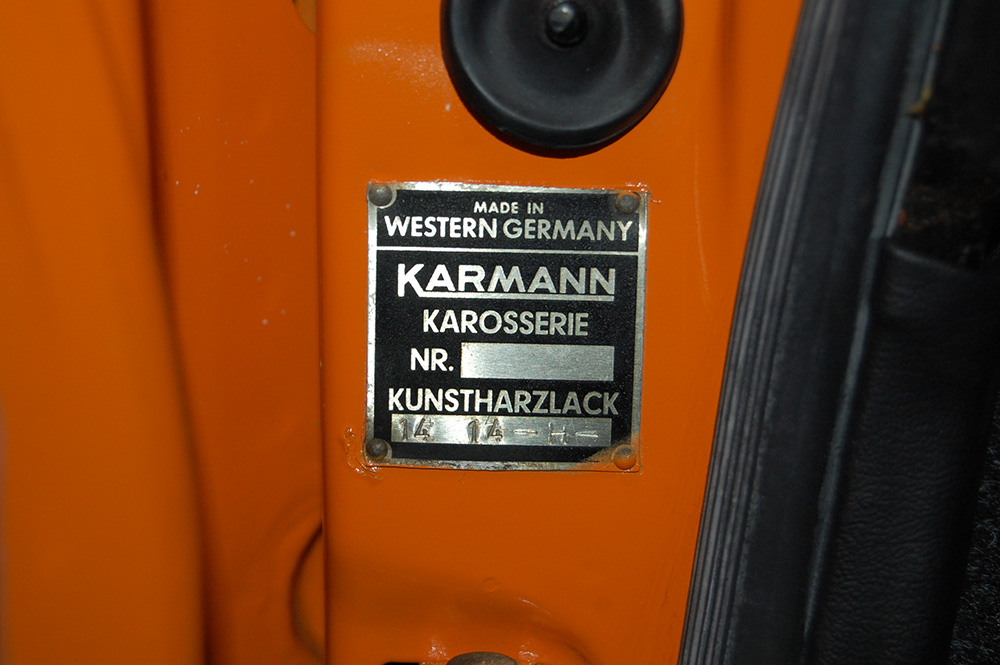 MADE IN
WESTERN GERMANY
KARMANN
KAROSSERIE
NR.
KUNSTHARZLACK
14 14-H-